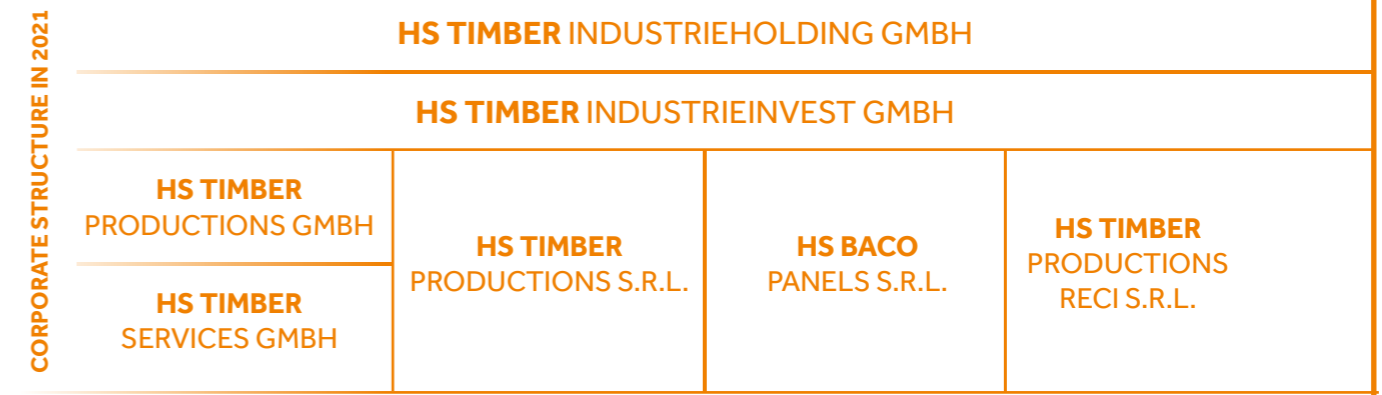 CORPORATE STRUCTURE IN 2021
HS TIMBER INDUSTRIEHOLDING GMBH
HS TIMBER INDUSTRIEINVEST GMBH
HS TIMBER
PRODUCTIONS GMBH
HS TIMBER
SERVICES GMBH
HS TIMBER
PRODUCTIONS S.R.L.
HS BACO
PANELS S.R.L.
HS TIMBER
PRODUCTIONS
RECI S.R.L.